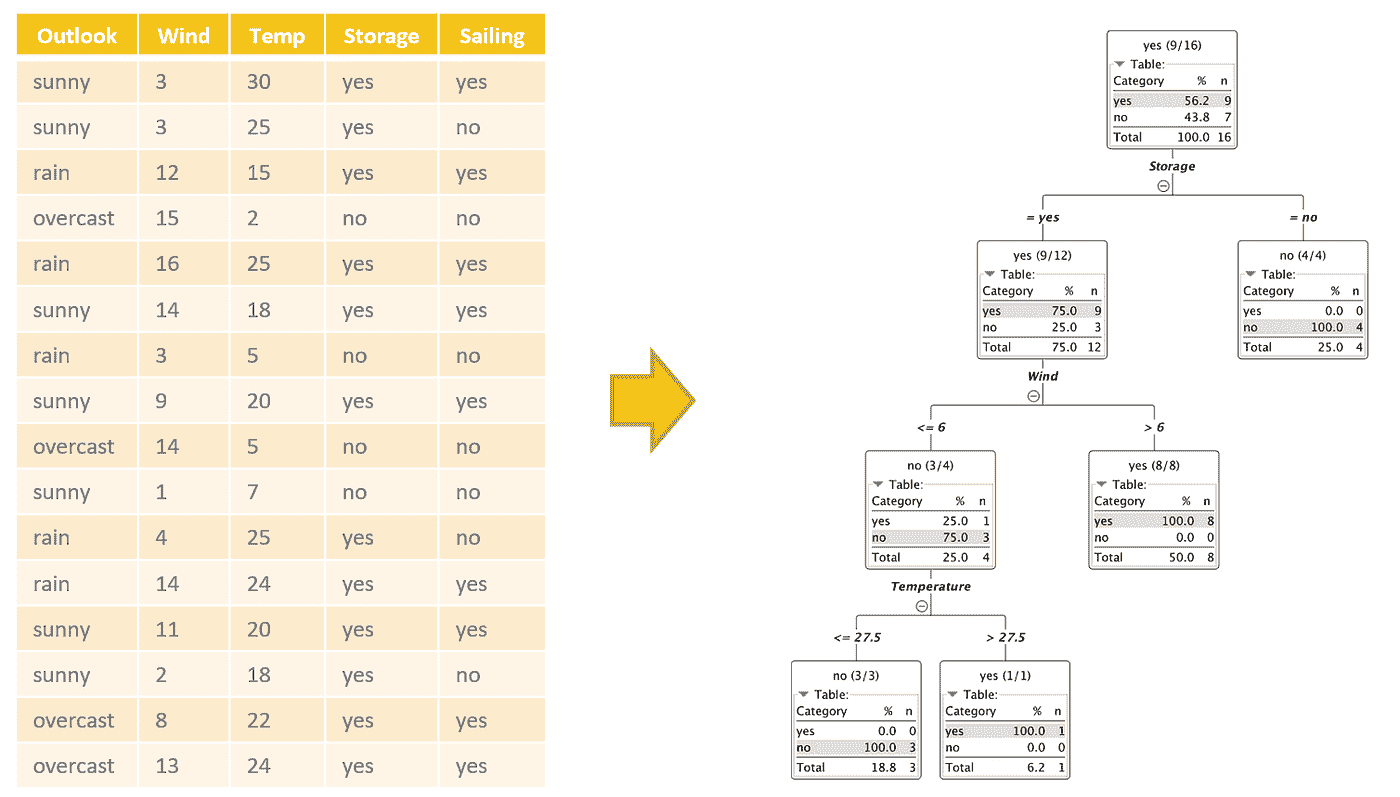 Outlook Wind Temp Storage Sailing
sunny 3 30 yes yes
sunny 3 25 yes no
rain 12 15 yes yes
overcast 15 2 no no
rain 16 25 yes yes
sunny 14 18 yes yes
rain 3 5 no no
sunny 9 20 yes yes
overcast 14 5 no no
sunny 1 7 no no
rain 4 25 yes no
rain 14 24 yes yes
sunny 11 20 yes yes
sunny 2 18 yes no
overcast 8 22 yes yes
overcast 13 24 yes yes
yes (9/16)
Table:
Category % n
yes 56.2 9
no 43.8 7
Total 100.0 16
Storage
= yes
= no
yes (9/12)
Table:
Category % n
yes 75.0 9
no 25.0 3
Total 75.0 12
no (4/4)
Table:
Category % n
yes 0.0 0
no 100.0 4
Total 25.0 4
Wind
<= 6
> 6
no (3/4)
Table:
Category % n
yes 25.0 1
no 75.0 3
Total 25.0 4
yes (8/8)
Table:
Category % n
yes 100.0 8
no 0.0 0
Total 50.0 8
Temperature
<= 27.5
> 27.5
no (3/3)
Table:
Category % n
yes 0.0 0
no 100.0 3
Total 18.8 3
yes (1/1)
Table:
Category % n
yes 100.0 1
no 0.0 0
Total 6.2 1